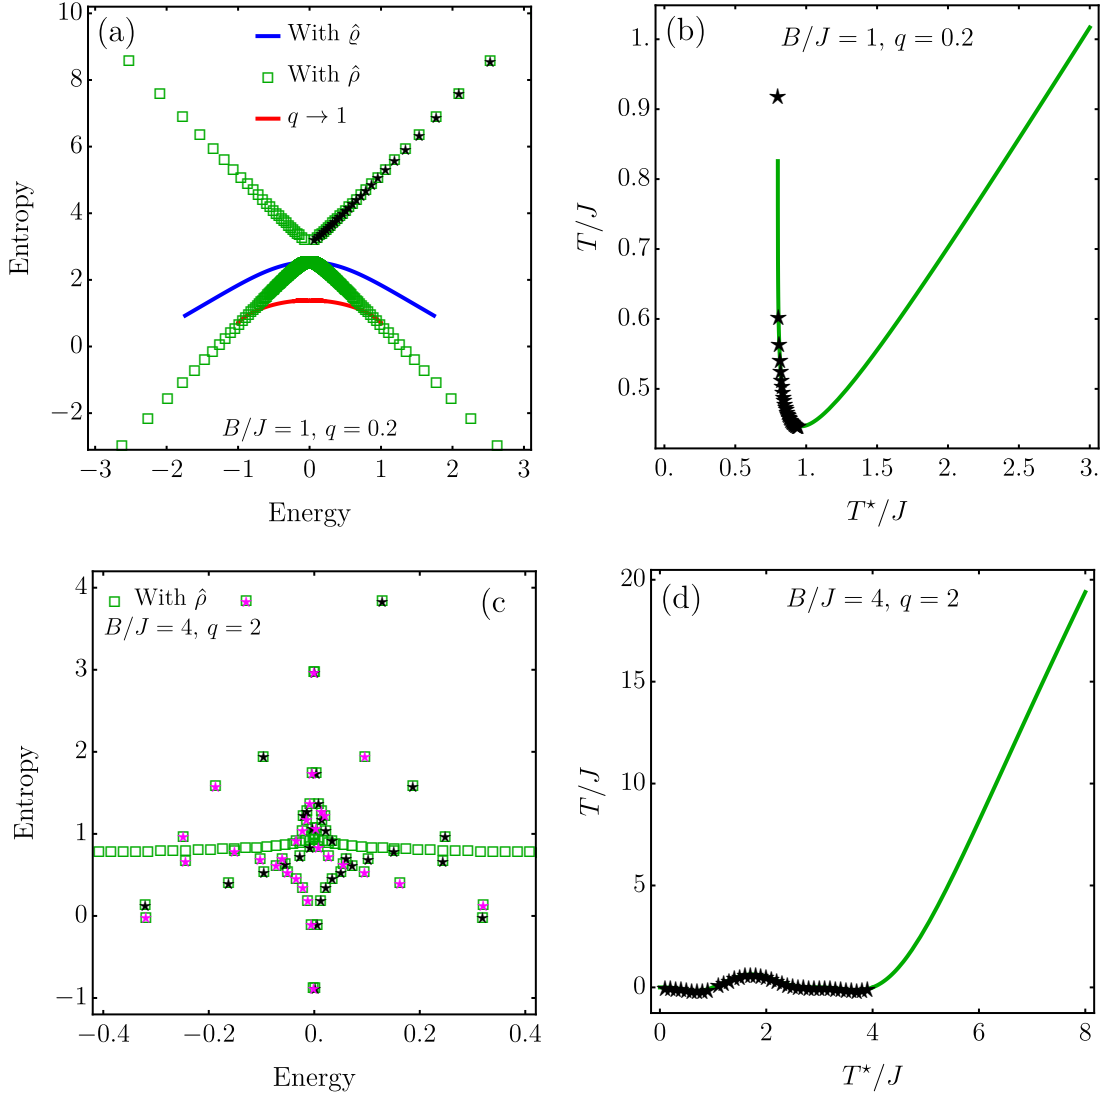 (a)
With ϱ̂
With ρ̂
q → 1
B/J = 1, q = 0.2
10
8
6
4
2
0
−2
Entropy
−3 −2 −1 0 1 2 3
Energy
(b)
B/J = 1, q = 0.2
1.
0.9
0.8
0.7
0.6
0.5
T/J
0. 0.5 1. 1.5 2. 2.5 3.
T⋆/J
With ρ̂
(c
B/J = 4, q = 2
4
3
2
1
0
−1
Entropy
−0.4 −0.2 0. 0.2 0.4
Energy
(d)
B/J = 4, q = 2
20
15
10
5
0
T/J
0 2 4 6 8
T⋆/J